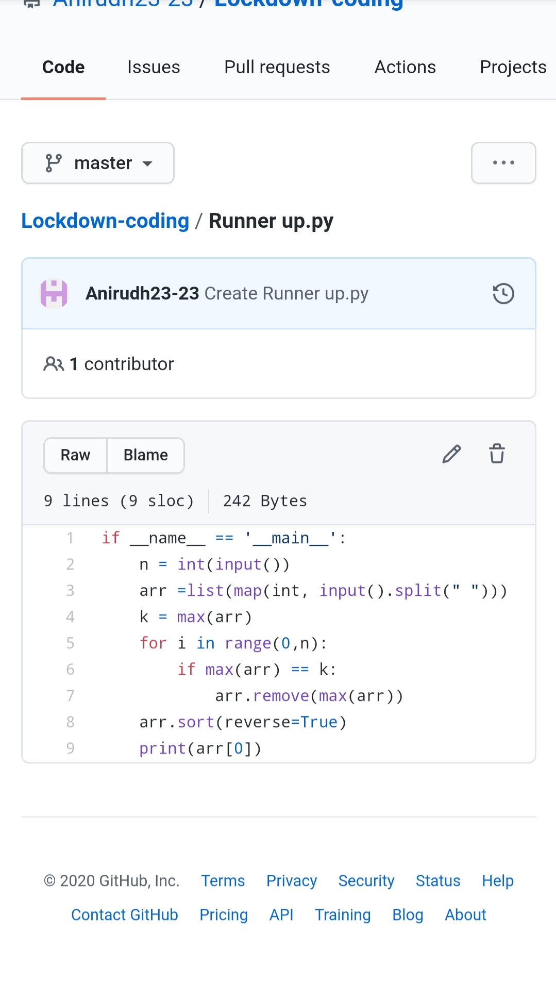 Anirudh23-23 / Lockdown-coding
Code Issues Pull requests Actions Projects
master
Lockdown-coding / Runner up.py
Anirudh23-23 Create Runner up.py
1 contributor
Raw Blame
9 lines (9 sloc) 242 Bytes
1 if __name__ == '__main__':
2     n = int(input())
3     arr =list(map(int, input().split(" ")))
4     k = max(arr)
5     for i in range(0,n):
6         if max(arr) == k:
7             arr.remove(max(arr))
8     arr.sort(reverse=True)
9     print(arr[0])
© 2020 GitHub, Inc. Terms Privacy Security Status Help
Contact GitHub Pricing API Training Blog About